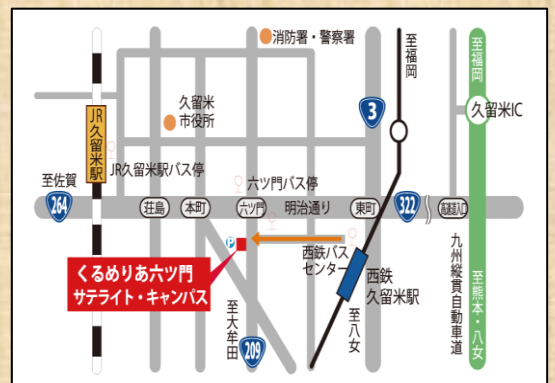 消防署・警察署
至福岡
至福岡
久留米
市役所
3
久留米IC
JR久留米駅
JR久留米駅バス停
六ツ門バス停
至佐賀
264
荘島
本町
六ツ門
明治通り
東町
322
高速入口
P
くるめりあ六ツ門
サテライト・キャンパス
西鉄バス
センター
西鉄
久留米駅
九州縦貫自動車道
至熊本・八女
至大牟田
209
至八女